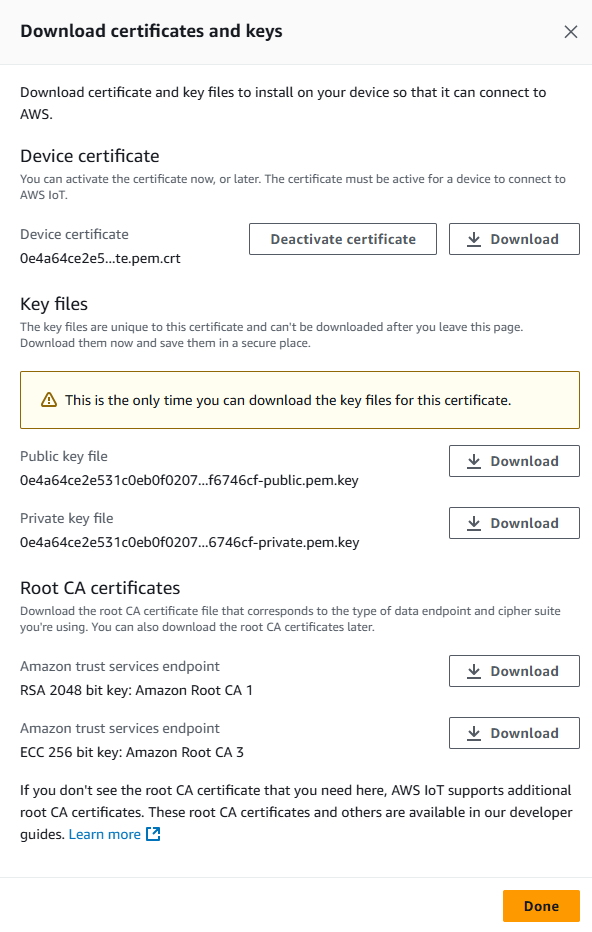 Download certificates and keys
Download certificate and key files to install on your device so that it can connect to
AWS.
Device certificate
You can activate the certificate now, or later. The certificate must be active for a device to connect to
AWS IoT.
Device certificate
0e4a64ce2e5...te.pem.crt
Deactivate certificate
Download
Key files
The key files are unique to this certificate and can't be downloaded after you leave this page.
Download them now and save them in a secure place.
This is the only time you can download the key files for this certificate.
Public key file
0e4a64ce2e531c0eb0f0207...f6746cf-public.pem.key
Download
Private key file
0e4a64ce2e531c0eb0f0207...6746cf-private.pem.key
Download
Root CA certificates
Download the root CA certificate file that corresponds to the type of data endpoint and cipher suite
you're using. You can also download the root CA certificates later.
Amazon trust services endpoint
RSA 2048 bit key: Amazon Root CA 1
Download
Amazon trust services endpoint
ECC 256 bit key: Amazon Root CA 3
Download
If you don't see the root CA certificate that you need here, AWS IoT supports additional
root CA certificates. These root CA certificates and others are available in our developer
guides. Learn more
Done